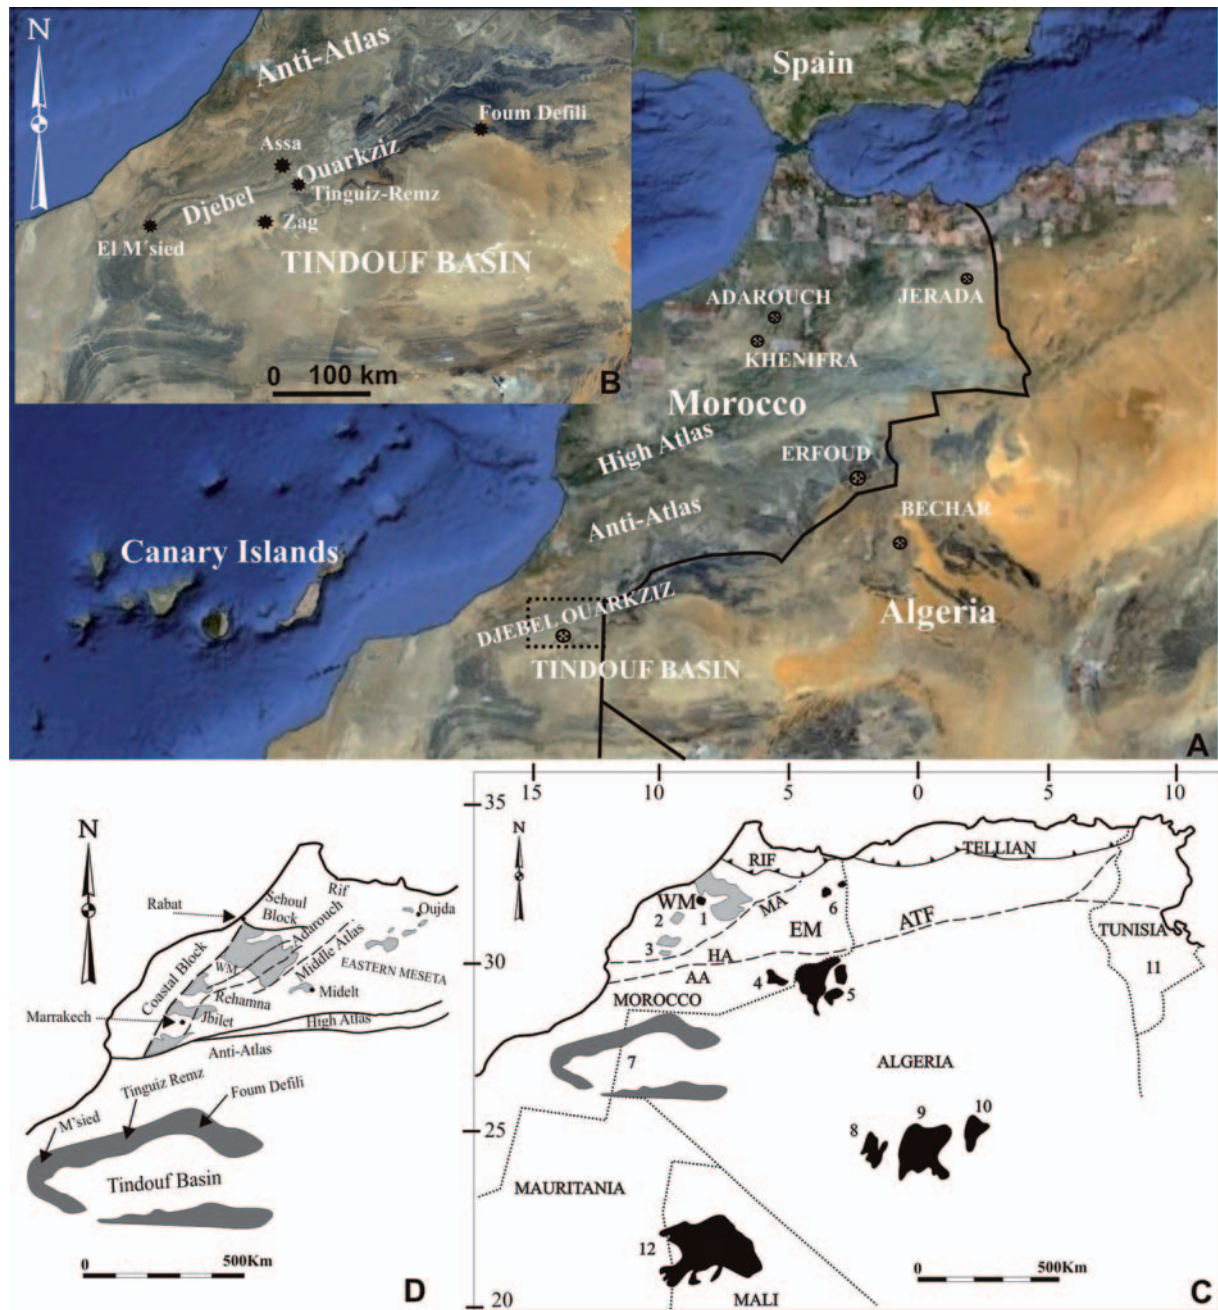 N
Anti-Atlas
Foum Defili
Assa
Djebel Ouarkziz
Tinguiz-Remz
Zag
El M´sied
TINDOUF BASIN
0 100 km
B
Spain
ADAROUCH
JERADA
KHENIFRA
Morocco
High Atlas
ERFOUD
Anti-Atlas
BECHAR
Canary Islands
DJEBEL OUARKZIZ
Algeria
TINDOUF BASIN
A
N
Rabat
Sehoul
Block
Rif
Oujda
Adarouch
Coastal Block
WM
Middle Atlas
EASTERN MESETA
Rehamna
Midelt
Marrakech
Jbilet
High Atlas
Anti-Atlas
Tinguiz Remz
Foum Defili
M'sied
Tindouf Basin
0 500Km
D
15 10 5 0 5 10
35
N
RIF
TELLIAN
WM
1
2
MA
6
3
EM
ATF
TUNISIA
30
HA
AA
4
5
11
MOROCCO
7
ALGERIA
25
8
9
10
MAURITANIA
12
0 500Km
MALI
20
C